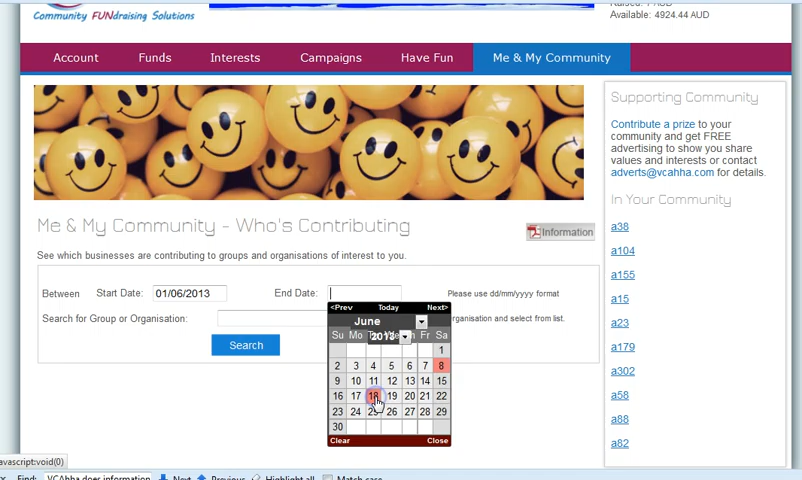 Community FUNdraising Solutions
Available: 4924.44 AUD
Account Funds Interests Campaigns Have Fun Me & My Community
Me & My Community - Who's Contributing
Information
See which businesses are contributing to groups and organisations of interest to you.
Between Start Date: 01/06/2013 End Date: Please use dd/mm/yyyy format
Search for Group or Organisation: organisation and select from list.
Search
<Prev Today Next>
June
2013
Su Mo Fr Sa
1
2 3 4 5 6 7 8
9 10 11 12 13 14 15
16 17 18 19 20 21 22
23 24 25 26 27 28 29
30
Clear Close
Supporting Community
Contribute a prize to your
community and get FREE
advertising to show you share
values and interests or contact
adverts@vcahha.com for details.
In Your Community
a38
a104
a155
a15
a23
a179
a302
a58
a88
a82
avascript:void(0)
Find: VCAhha does information Next Previous Highlight all Match case